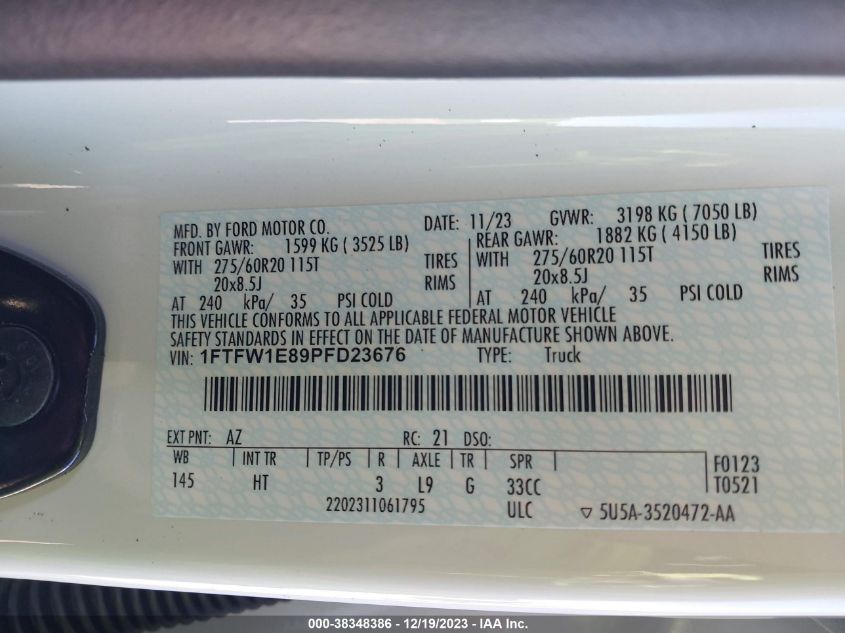 MFD. BY FORD MOTOR CO. DATE: 11/23 GVWR: 3198 KG ( 7050 LB)
FRONT GAWR: 1599 KG ( 3525 LB) REAR GAWR: 1882 KG ( 4150 LB)
WITH 275/60R20 115T TIRES WITH 275/60R20 115T TIRES
20x8.5J RIMS 20x8.5J RIMS
AT 240 kPa/ 35 PSI COLD AT 240 kPa/ 35 PSI COLD
THIS VEHICLE CONFORMS TO ALL APPLICABLE FEDERAL MOTOR VEHICLE
SAFETY STANDARDS IN EFFECT ON THE DATE OF MANUFACTURE SHOWN ABOVE.
VIN: 1FTFW1E89PFD23676 TYPE: Truck
EXT PNT: AZ RC: 21 DSO:
WB INT TR TP/PS R AXLE TR SPR F0123
145 HT 3 L9 G 33CC T0521
2202311061795 ULC ▽ 5U5A-3520472-AA
000-38348386 - 12/19/2023 - IAA Inc.